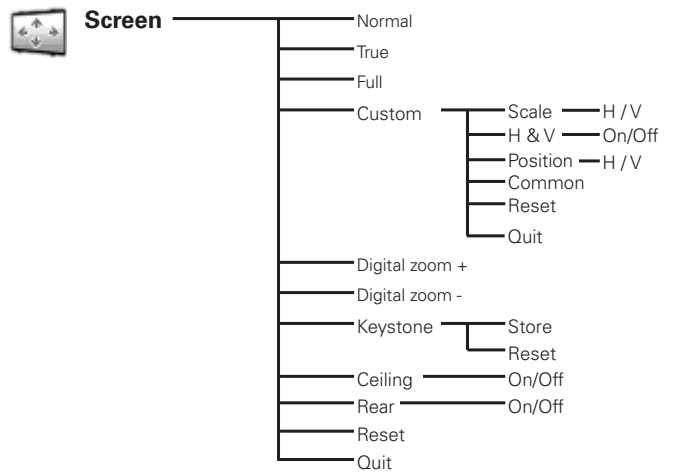 Screen
Normal
True
Full
Custom Scale H / V
H & V On/Off
Position H / V
Common
Reset
Quit
Digital zoom +
Digital zoom -
Keystone Store
Reset
Ceiling On/Off
Rear On/Off
Reset
Quit